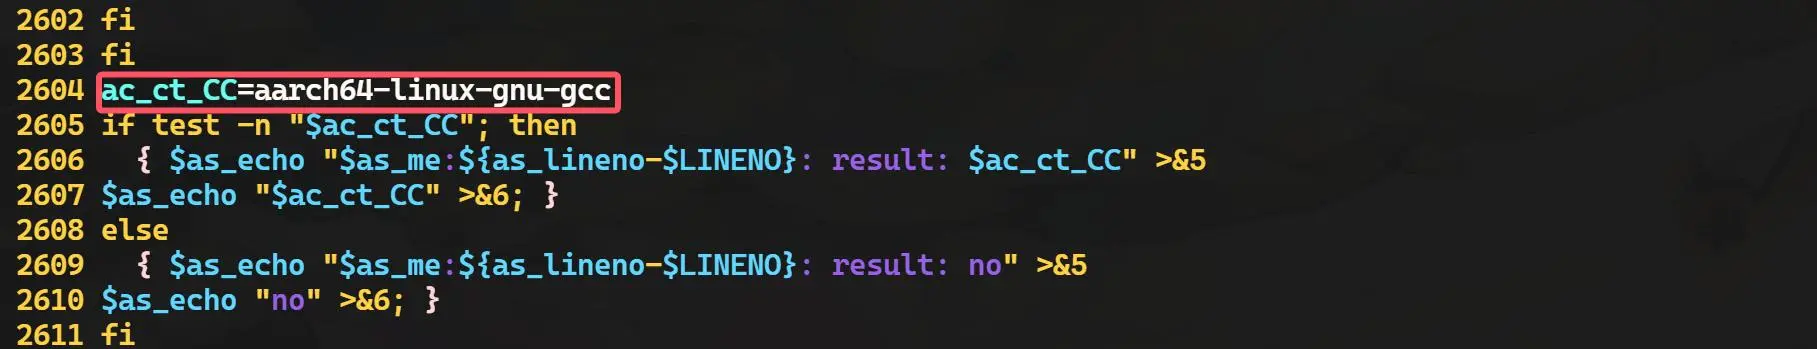 2602 fi
2603 fi
2604 ac_ct_CC=aarch64-linux-gnu-gcc
2605 if test -n "$ac_ct_CC"; then
2606   { $as_echo "$as_me:${as_lineno-$LINENO}: result: $ac_ct_CC" >&5
2607 $as_echo "$ac_ct_CC" >&6; }
2608 else
2609   { $as_echo "$as_me:${as_lineno-$LINENO}: result: no" >&5
2610 $as_echo "no" >&6; }
2611 fi